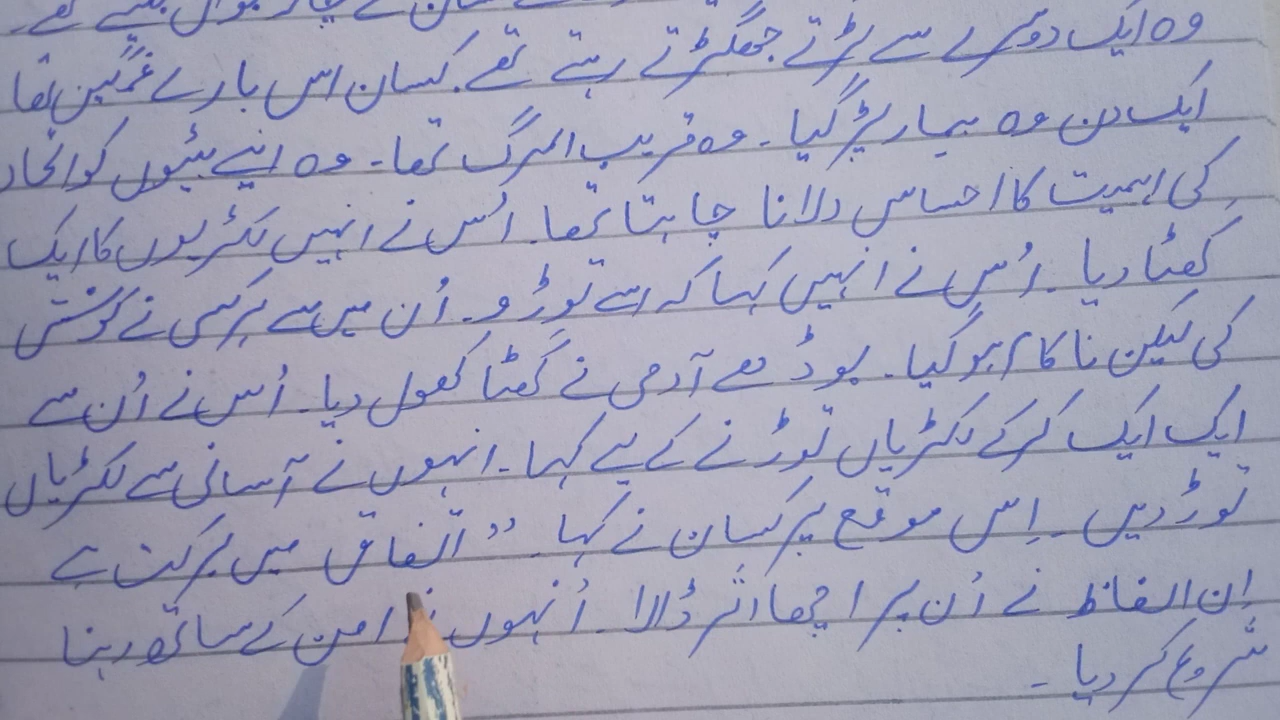 وہ ایک دوسرے سے لڑتے جھگڑتے رہتے تھے۔ کسان اس بارے غمگین تھا
ایک دن وہ بیمار پڑ گیا۔ وہ قریب المرگ تھا۔ وہ اپنے بیٹوں کو اتحاد
کی اہمیت کا احساس دلانا چاہتا تھا۔ اُس نے انہیں لکڑیوں کا ایک
گھٹا دیا۔ اُس نے انہیں کہا کہ اسے توڑو۔ اُن میں سے ہر کسی نے کوشش
کی لیکن ناکام ہو گیا۔ بوڈھے آدمی نے گھٹا کھول دیا۔ اُس نے اُن سے
ایک ایک کرکے لکڑیاں توڑنے کے لیے کہا۔ انہوں نے آسانی سے لکڑیاں
توڑ دیں۔ اِس موقع پر کسان نے کہا۔ "اتفاق میں برکت ہے
اِن الفاظ نے اُن پر اچھا اثر ڈالا۔ اُنہوں نے امن کے ساتھ رہنا
شروع کر دیا۔